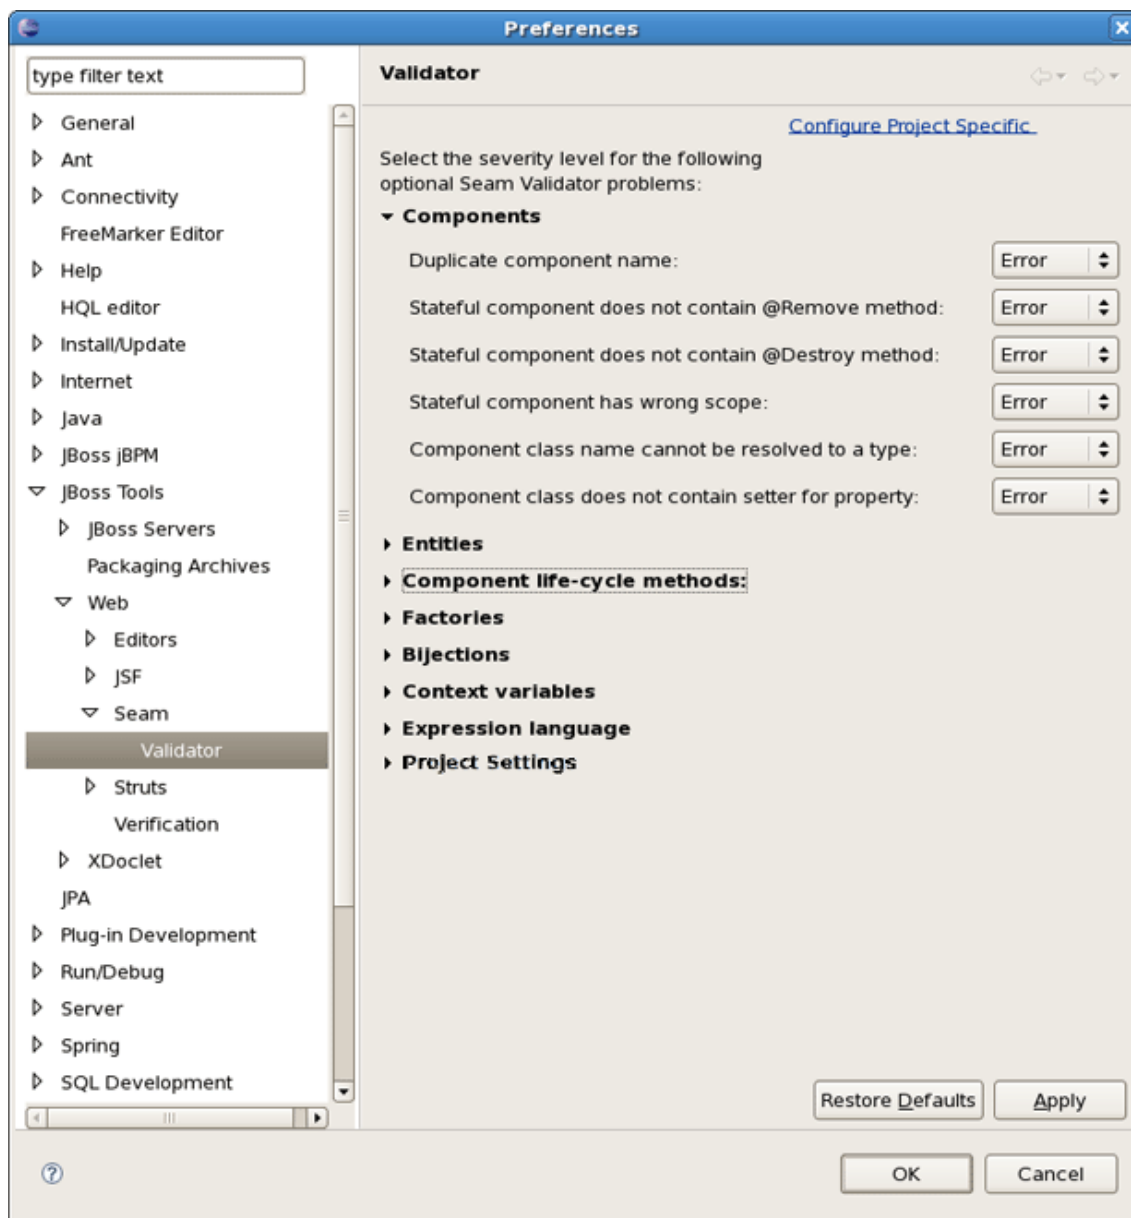 Preferences
type filter text
General
Ant
Connectivity
FreeMarker Editor
Help
HQL editor
Install/Update
Internet
Java
JBoss jBPM
JBoss Tools
JBoss Servers
Packaging Archives
Web
Editors
JSF
Seam
Validator
Struts
Verification
XDoclet
JPA
Plug-in Development
Run/Debug
Server
Spring
SQL Development
Validator
Configure Project Specific
Select the severity level for the following
optional Seam Validator problems:
Components
Duplicate component name: Error
Stateful component does not contain @Remove method: Error
Stateful component does not contain @Destroy method: Error
Stateful component has wrong scope: Error
Component class name cannot be resolved to a type: Error
Component class does not contain setter for property: Error
Entities
Component life-cycle methods:
Factories
Bijections
Context variables
Expression language
Project Settings
Restore Defaults Apply
? OK Cancel